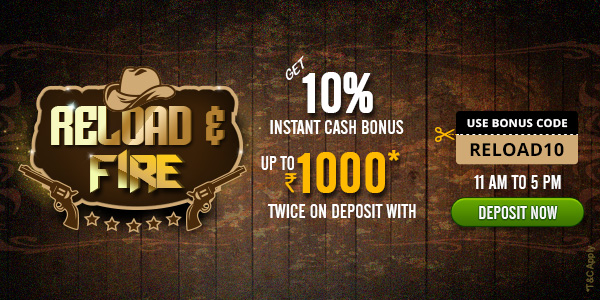 RELOAD &
FIRE
GET
10%
INSTANT CASH BONUS
UP TO ₹1000*
TWICE ON DEPOSIT WITH
USE BONUS CODE
RELOAD10
11 AM TO 5 PM
DEPOSIT NOW
*T&C Apply